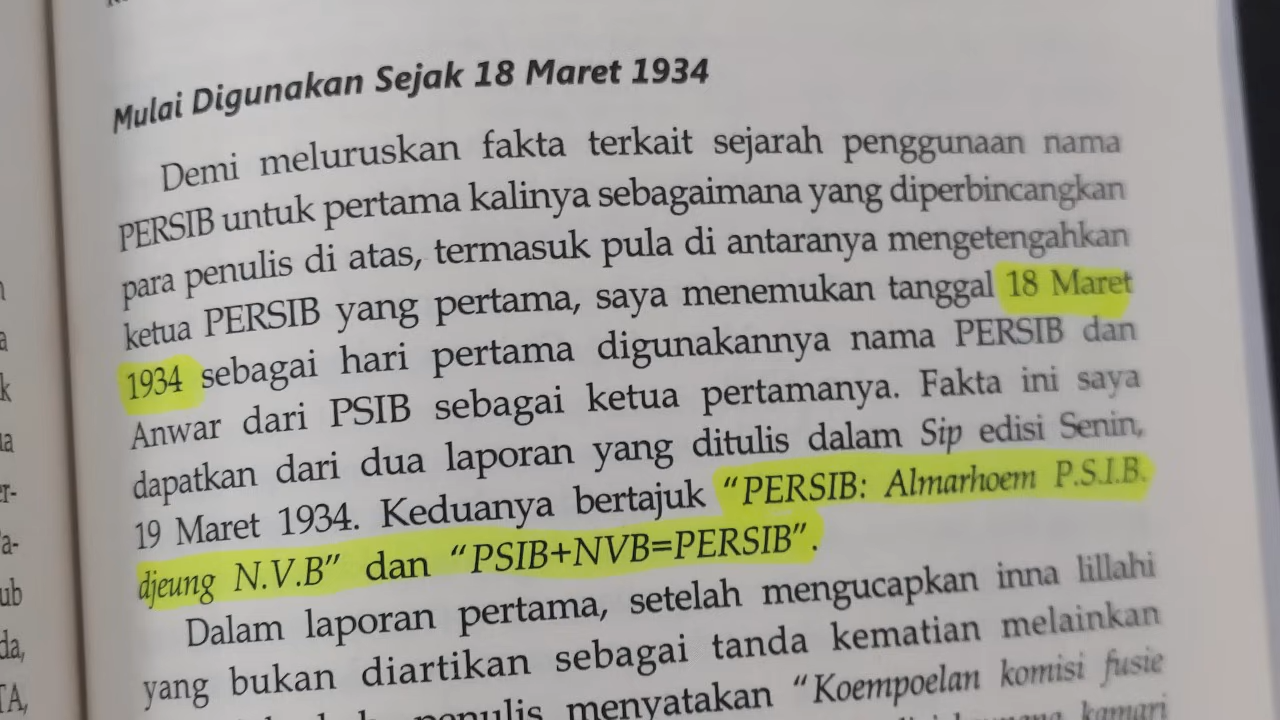 Mulai Digunakan Sejak 18 Maret 1934
Demi meluruskan fakta terkait sejarah penggunaan nama
PERSIB untuk pertama kalinya sebagaimana yang diperbincangkan
para penulis di atas, termasuk pula di antaranya mengetengahkan
ketua PERSIB yang pertama, saya menemukan tanggal 18 Maret
1934 sebagai hari pertama digunakannya nama PERSIB dan
Anwar dari PSIB sebagai ketua pertamanya. Fakta ini saya
dapatkan dari dua laporan yang ditulis dalam Sip edisi Senin,
19 Maret 1934. Keduanya bertajuk “PERSIB: Almarhoem P.S.I.B.
djeung N.V.B” dan “PSIB+NVB=PERSIB”.
Dalam laporan pertama, setelah mengucapkan inna lillahi
yang bukan diartikan sebagai tanda kematian melainkan
penulis menyatakan “Koempoelan komisi fusie
kamari